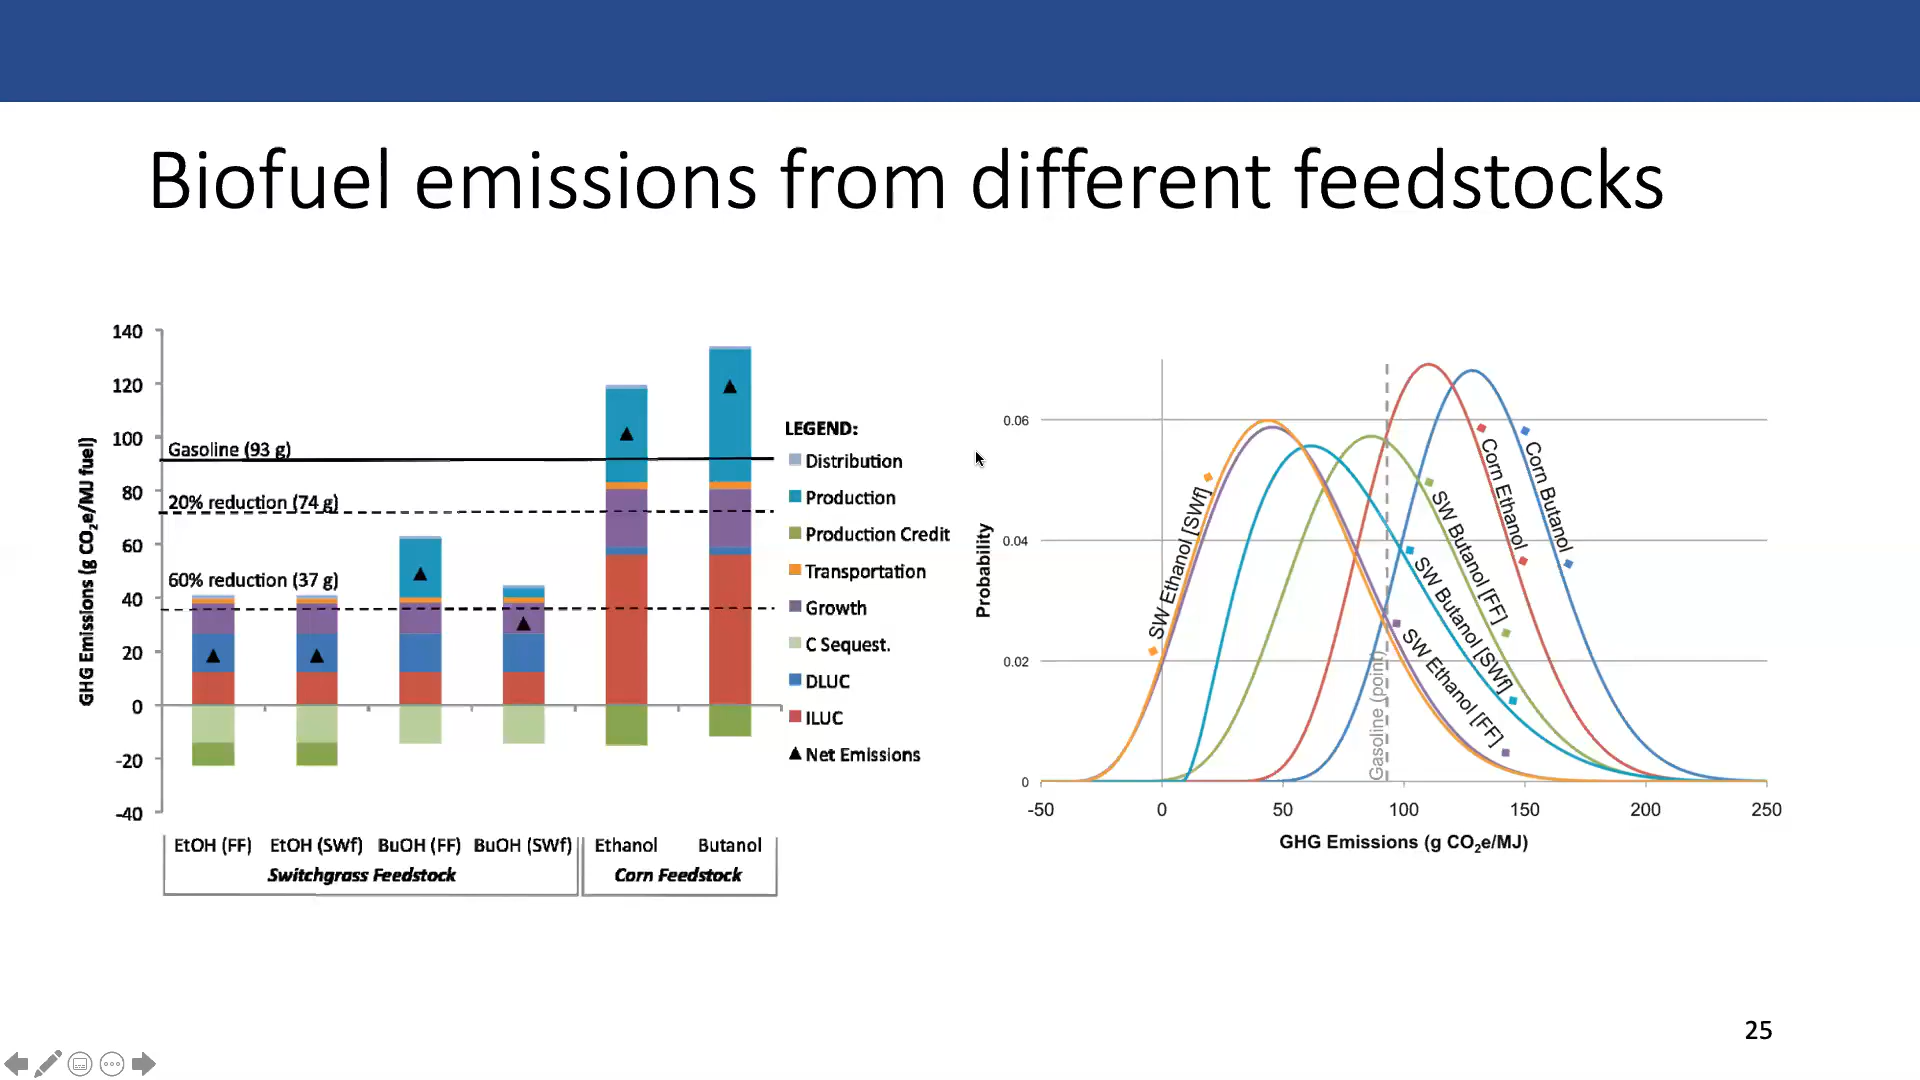 Biofuel emissions from different feedstocks
GHG Emissions (g CO2e/MJ fuel)
140
120
100
80
60
40
20
0
-20
-40
Gasoline (93 g)
20% reduction (74 g)
60% reduction (37 g)
EtOH (FF)
EtOH (SWf)
BuOH (FF)
BuOH (SWf)
Ethanol
Butanol
Switchgrass Feedstock
Corn Feedstock
LEGEND:
Distribution
Production
Production Credit
Transportation
Growth
C Sequest.
DLUC
ILUC
Net Emissions
Probability
0.06
0.04
0.02
0
SW Ethanol [SWf]
Gasoline (point)
SW Ethanol [FF]
SW Butanol [SWf]
SW Butanol [FF]
Corn Ethanol
Corn Butanol
-50
0
50
100
150
200
250
GHG Emissions (g CO2e/MJ)
25